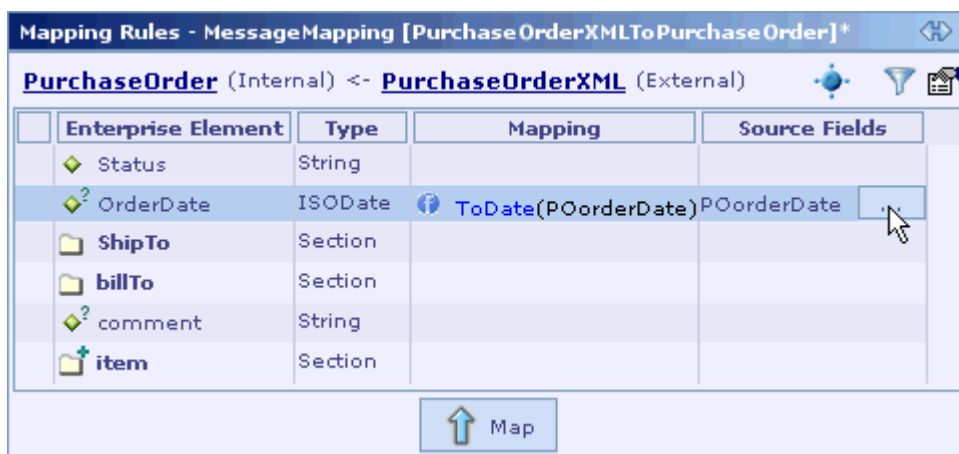 Mapping Rules - MessageMapping [PurchaseOrderXMLToPurchaseOrder]*
PurchaseOrder (Internal) <- PurchaseOrderXML (External)
Enterprise Element Type Mapping Source Fields
Status String
OrderDate ISODate ToDate(POorderDate) POorderDate ...
ShipTo Section
billTo Section
comment String
item Section
Map